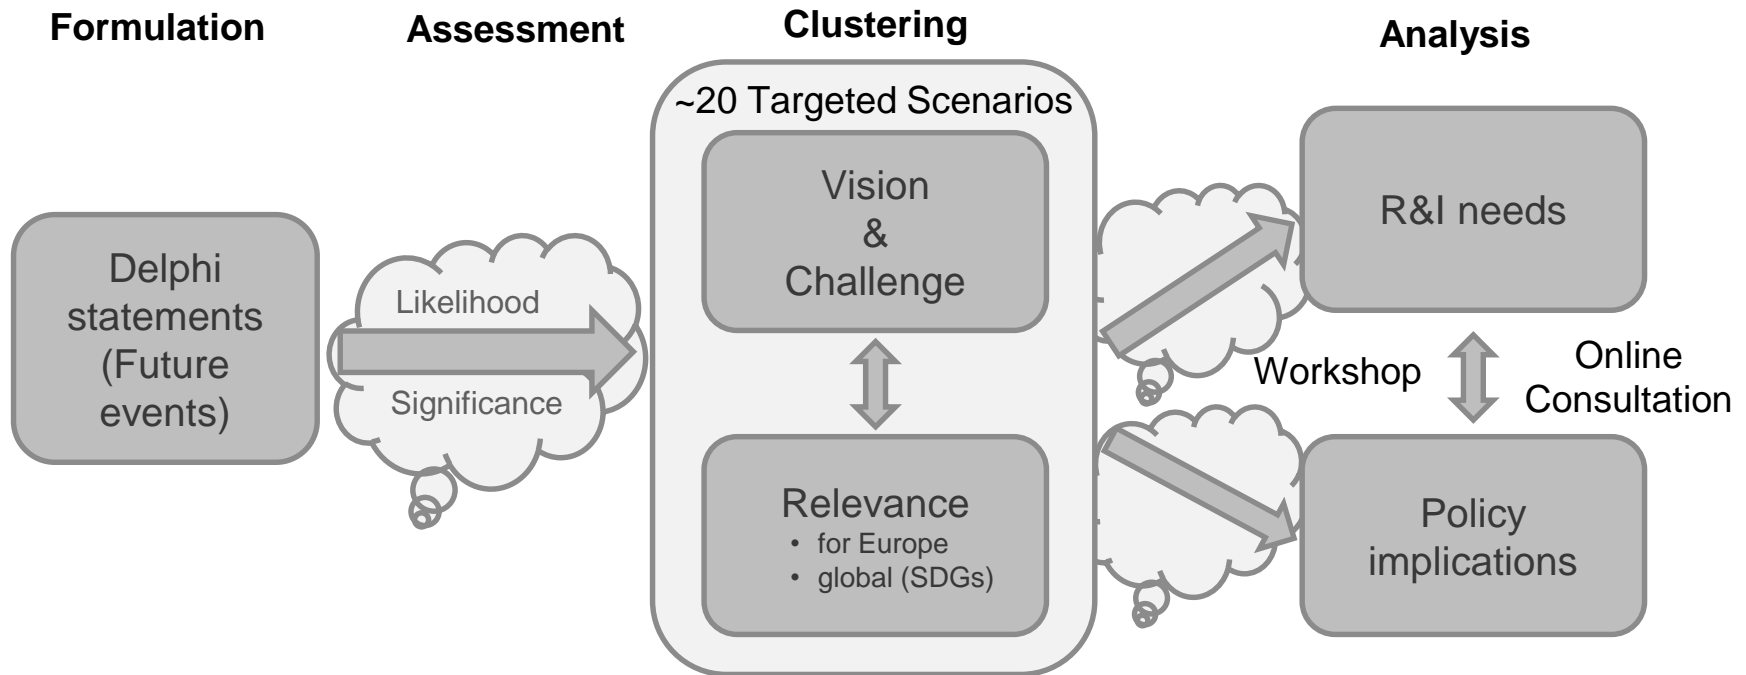 Formulation
Assessment
Clustering
Analysis
Delphi
statements
(Future
events)
Likelihood
Significance
~20 Targeted Scenarios
Vision
&
Challenge
Relevance
• for Europe
• global (SDGs)
R&I needs
Workshop
Online
Consultation
Policy
implications